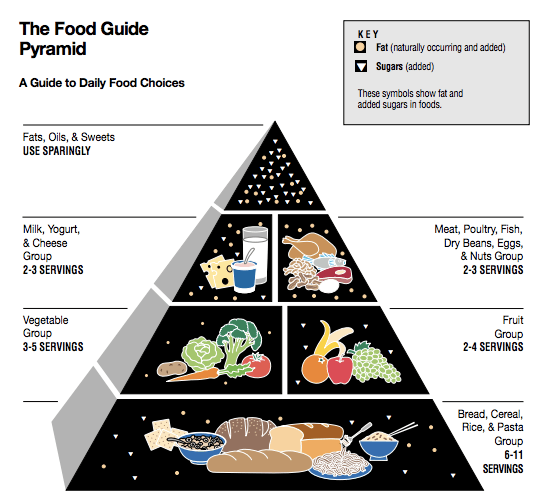 The Food Guide
Pyramid
A Guide to Daily Food Choices
KEY
Fat (naturally occurring and added)
Sugars (added)
These symbols show fat and
added sugars in foods.
Fats, Oils, & Sweets
USE SPARINGLY
Milk, Yogurt,
& Cheese
Group
2-3 SERVINGS
Meat, Poultry, Fish,
Dry Beans, Eggs,
& Nuts Group
2-3 SERVINGS
Vegetable
Group
3-5 SERVINGS
Fruit
Group
2-4 SERVINGS
Bread, Cereal,
Rice, & Pasta
Group
6-11
SERVINGS